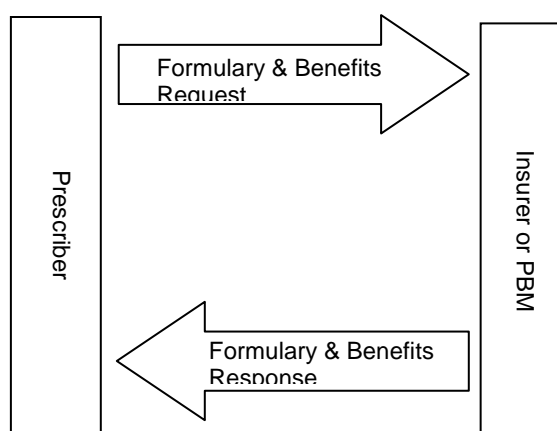 Formulary & Benefits
Request
Prescriber
Insurer or PBM
Formulary & Benefits
Response